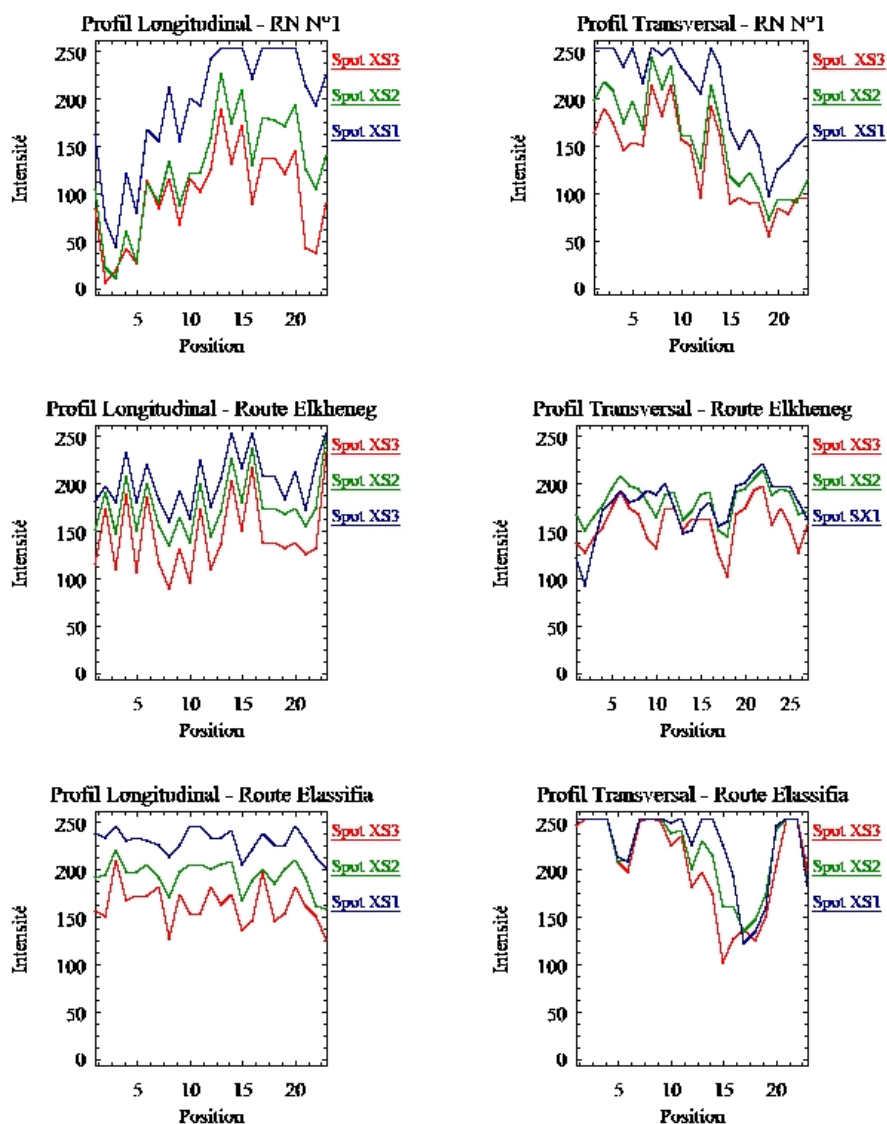 Profil Longitudinal - RN N°1
250
200
150
100
50
0
Intensité
5 10 15 20
Position
Spot XS3
Spot XS2
Spot XS1
Profil Transversal - RN N°1
250
200
150
100
50
0
Intensité
5 10 15 20
Position
Spot XS3
Spot XS2
Spot XS1
Profil Longitudinal - Route Elkheneg
250
200
150
100
50
0
Intensité
5 10 15 20
Position
Spot XS3
Spot XS2
Spot XS3
Profil Transversal - Route Elkheneg
250
200
150
100
50
0
Intensité
5 10 15 20 25
Position
Spot XS3
Spot XS2
Spot SX1
Profil Longitudinal - Route Elassifia
250
200
150
100
50
0
Intensité
5 10 15 20
Position
Spot XS3
Spot XS2
Spot XS1
Profil Transversal - Route Elassifia
250
200
150
100
50
0
Intensité
5 10 15 20
Position
Spot XS3
Spot XS2
Spot XS1